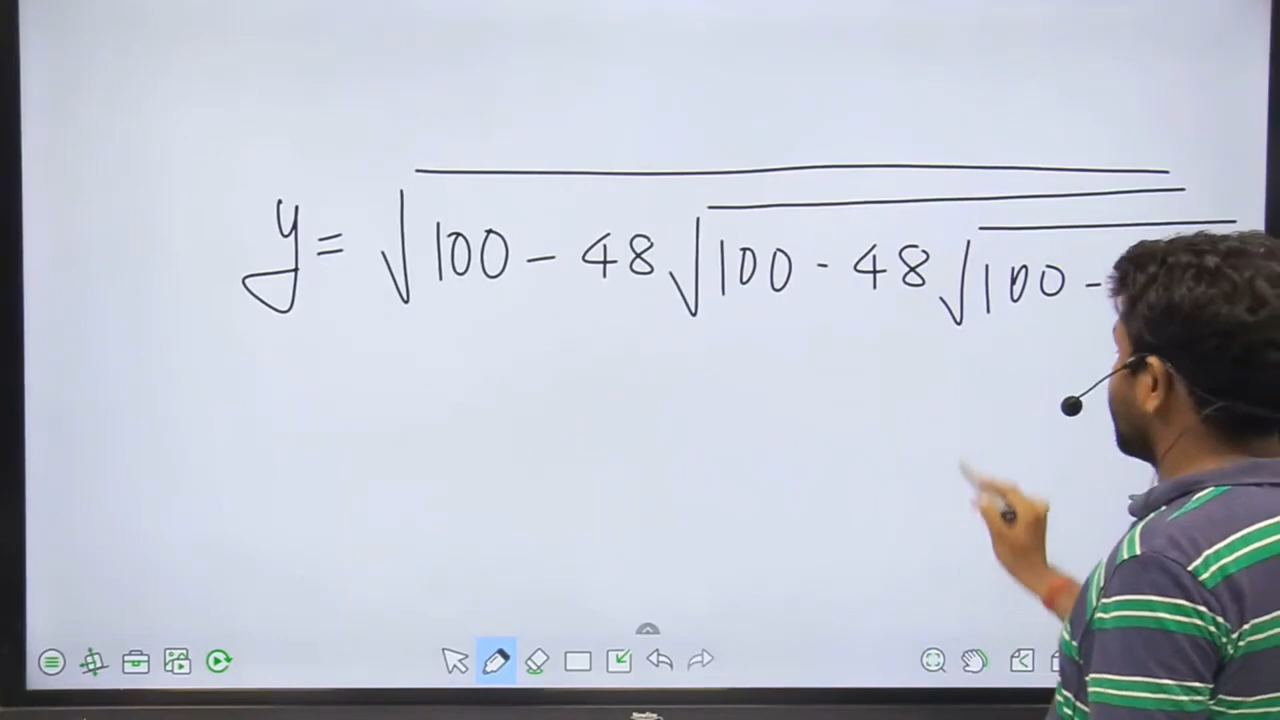 y = √100 - 48√100 - 48√100 -